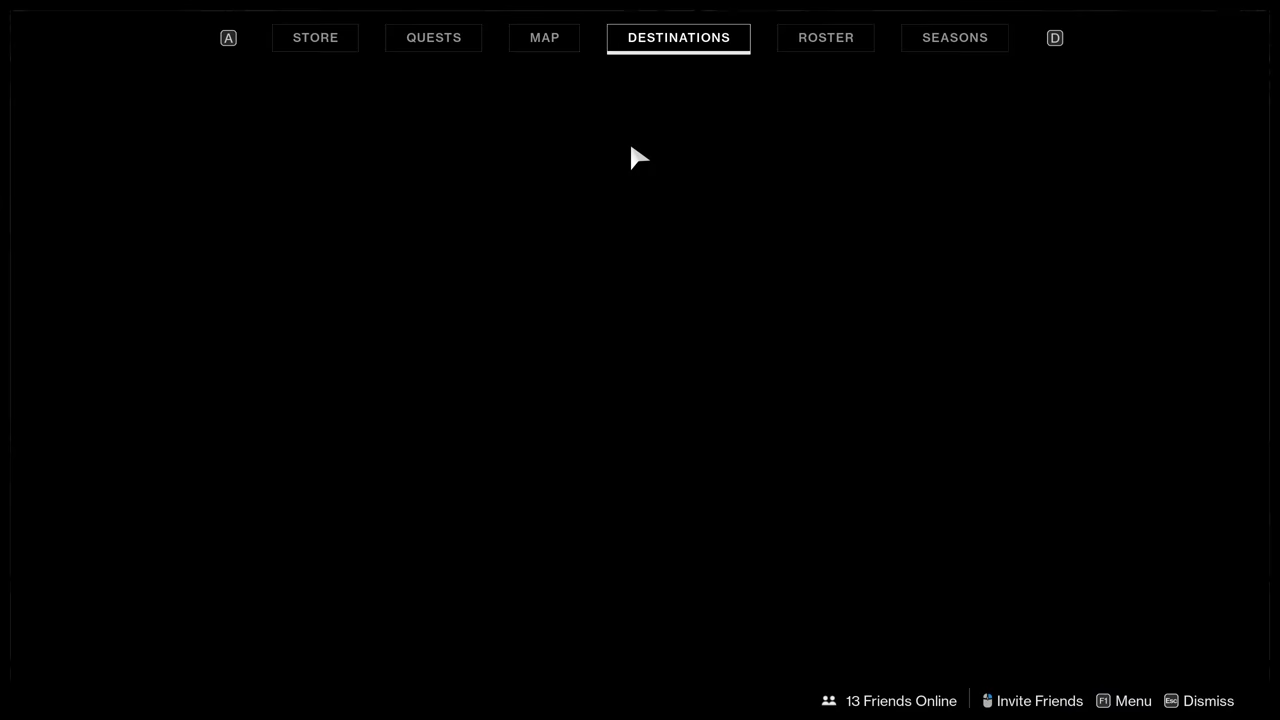 A STORE QUESTS MAP DESTINATIONS ROSTER SEASONS D
13 Friends Online Invite Friends F1 Menu Esc Dismiss